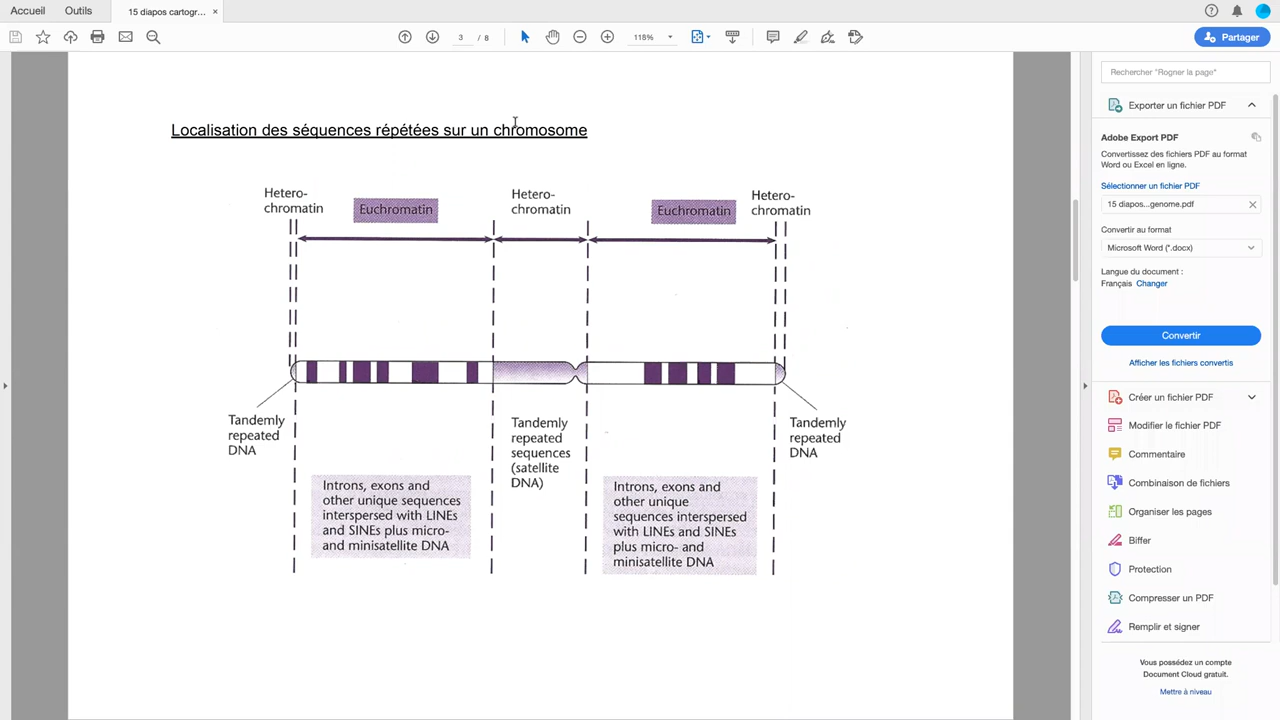 Accueil
Outils
15 diapos cartogr...
×
3 / 8
118%
Partager
Localisation des séquences répétées sur un chromosome
Hetero-
chromatin
Euchromatin
Hetero-
chromatin
Euchromatin
Hetero-
chromatin
Tandemly
repeated
DNA
Tandemly
repeated
sequences
(satellite
DNA)
Tandemly
repeated
DNA
Introns, exons and
other unique sequences
interspersed with LINEs
and SINEs plus micro-
and minisatellite DNA
Introns, exons and
other unique
sequences interspersed
with LINEs and SINEs
plus micro- and
minisatellite DNA
Rechercher "Rogner la page"
Exporter un fichier PDF
Adobe Export PDF
Convertissez des fichiers PDF au format
Word ou Excel en ligne.
Sélectionner un fichier PDF
15 diapos...genome.pdf
Convertir au format
Microsoft Word (*.docx)
Langue du document :
Français Changer
Convertir
Afficher les fichiers convertis
Créer un fichier PDF
Modifier le fichier PDF
Commentaire
Combinaison de fichiers
Organiser les pages
Biffer
Protection
Compresser un PDF
Remplir et signer
Vous possédez un compte
Document Cloud gratuit.
Mettre à niveau